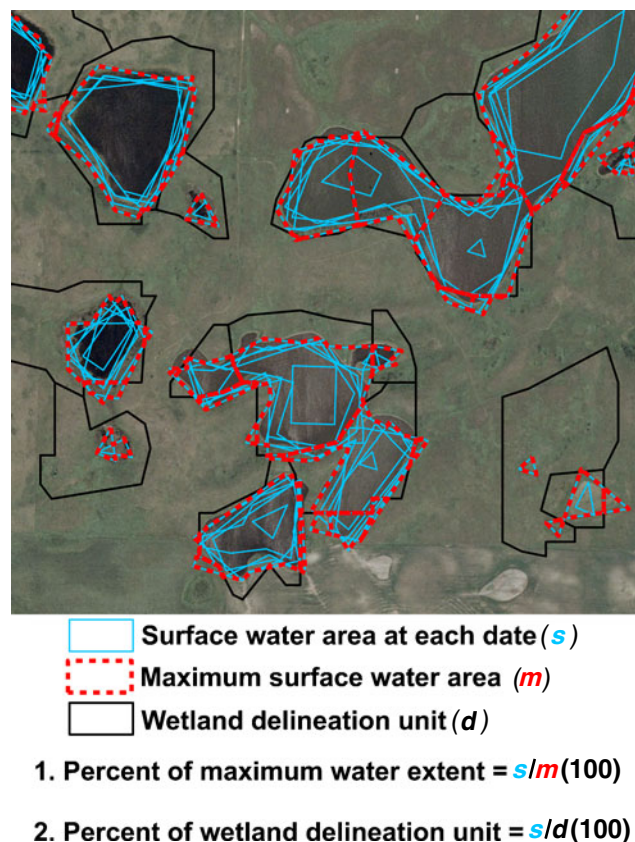 Surface water area at each date (s)
Maximum surface water area (m)
Wetland delineation unit (d)
1. Percent of maximum water extent = s/m(100)
2. Percent of wetland delineation unit = s/d(100)